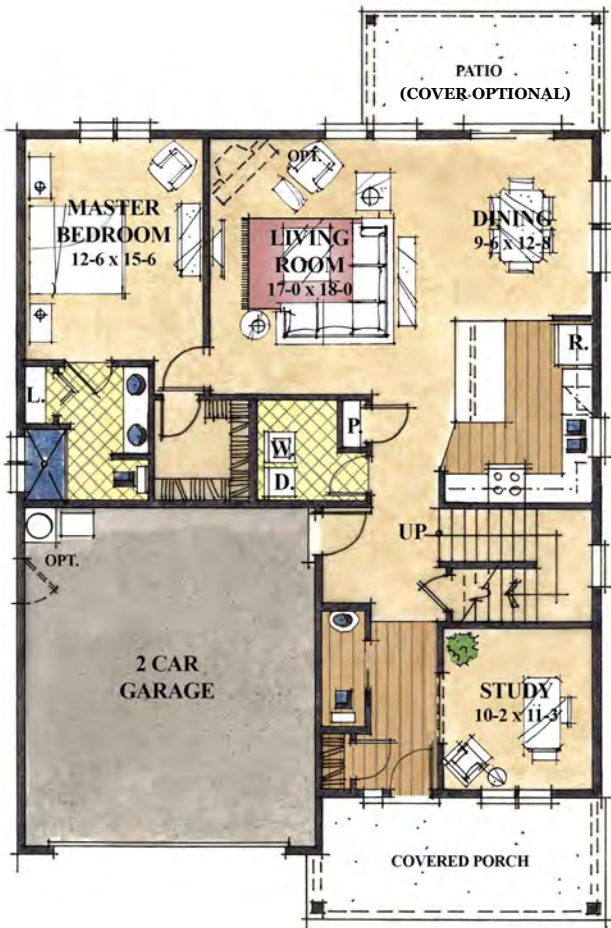 PATIO
(COVER OPTIONAL)
OPT.
MASTER
BEDROOM
12-6 x 15-6
LIVING
ROOM
17-0 x 18-0
DINING
9-6 x 12-8
R.
L.
P.
W.
D.
UP
OPT.
2 CAR
GARAGE
STUDY
10-2 x 11-3
COVERED PORCH